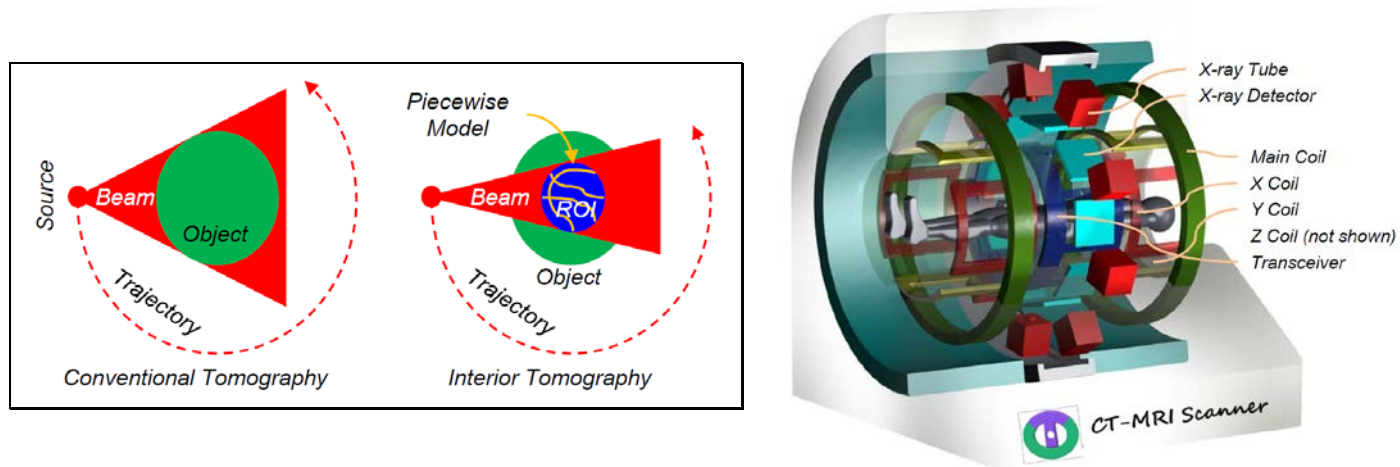 Source
Beam
Object
Trajectory
Conventional Tomography
Piecewise
Model
Beam
ROI
Object
Trajectory
Interior Tomography
X-ray Tube
X-ray Detector
Main Coil
X Coil
Y Coil
Z Coil (not shown)
Transceiver
CT-MRI Scanner